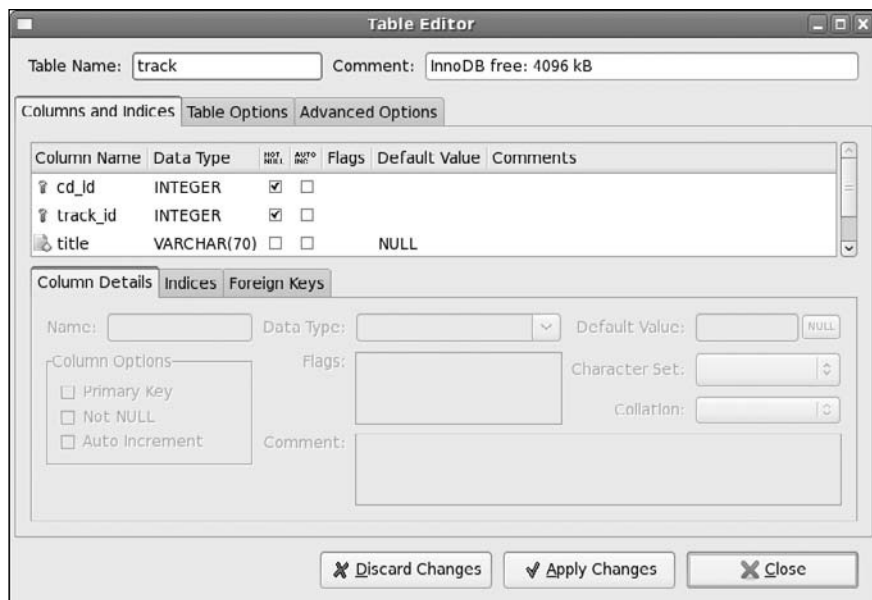 Table Editor
Table Name: track Comment: InnoDB free: 4096 kB
Columns and Indices Table Options Advanced Options
Column Name Data Type NOT NULL AUTO INC Flags Default Value Comments
cd_id INTEGER
track_id INTEGER
title VARCHAR(70) NULL
Column Details Indices Foreign Keys
Name: Data Type: Default Value: NULL
Column Options Flags: Character Set:
Primary Key
Not NULL Collation:
Auto Increment Comment:
Discard Changes Apply Changes Close